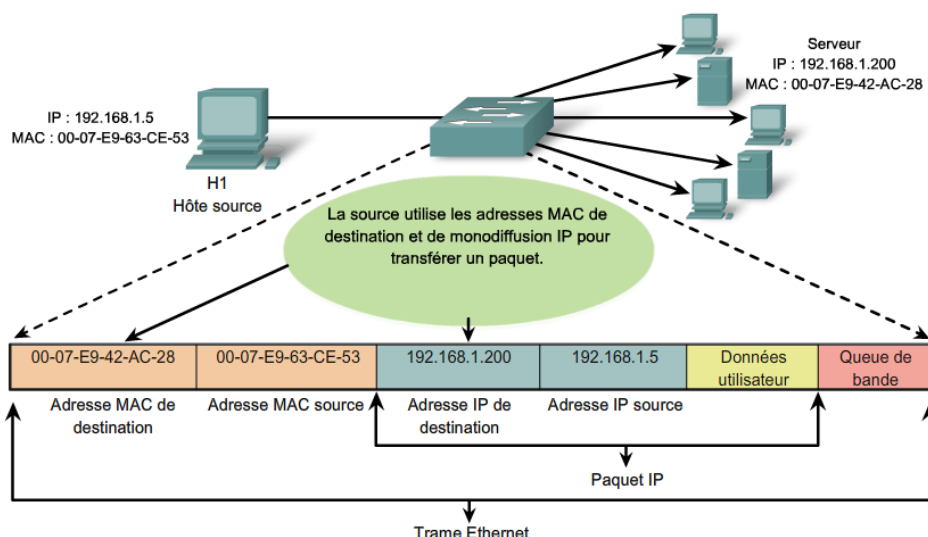 Serveur
IP : 192.168.1.200
MAC : 00-07-E9-42-AC-28
IP : 192.168.1.5
MAC : 00-07-E9-63-CE-53
H1
Hôte source
La source utilise les adresses MAC de
destination et de monodiffusion IP pour
transférer un paquet.
00-07-E9-42-AC-28
00-07-E9-63-CE-53
192.168.1.200
192.168.1.5
Données
utilisateur
Queue de
bande
Adresse MAC de
destination
Adresse MAC source
Adresse IP de
destination
Adresse IP source
Paquet IP
Trame Ethernet